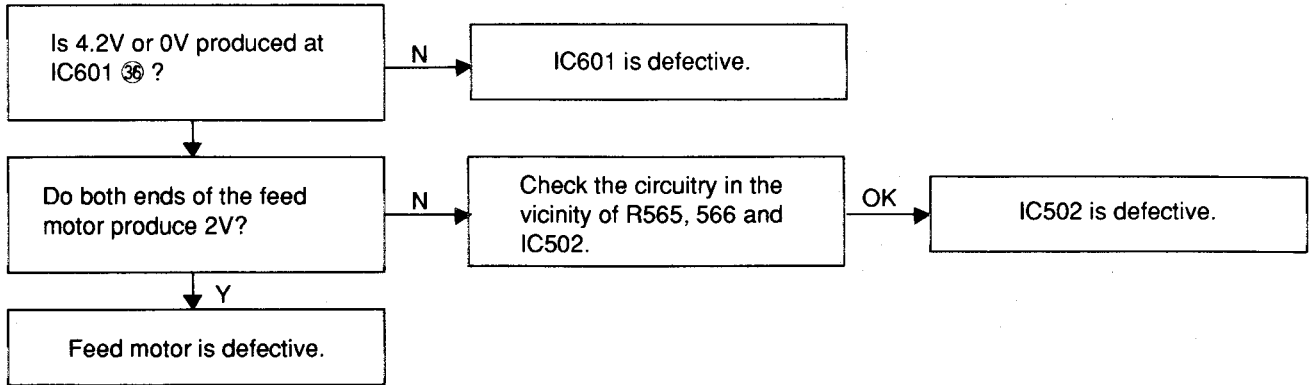 Is 4.2V or 0V produced at
IC601 ㊱ ?
N
IC601 is defective.
Do both ends of the feed
motor produce 2V?
N
Check the circuitry in the
vicinity of R565, 566 and
IC502.
OK
IC502 is defective.
Y
Feed motor is defective.